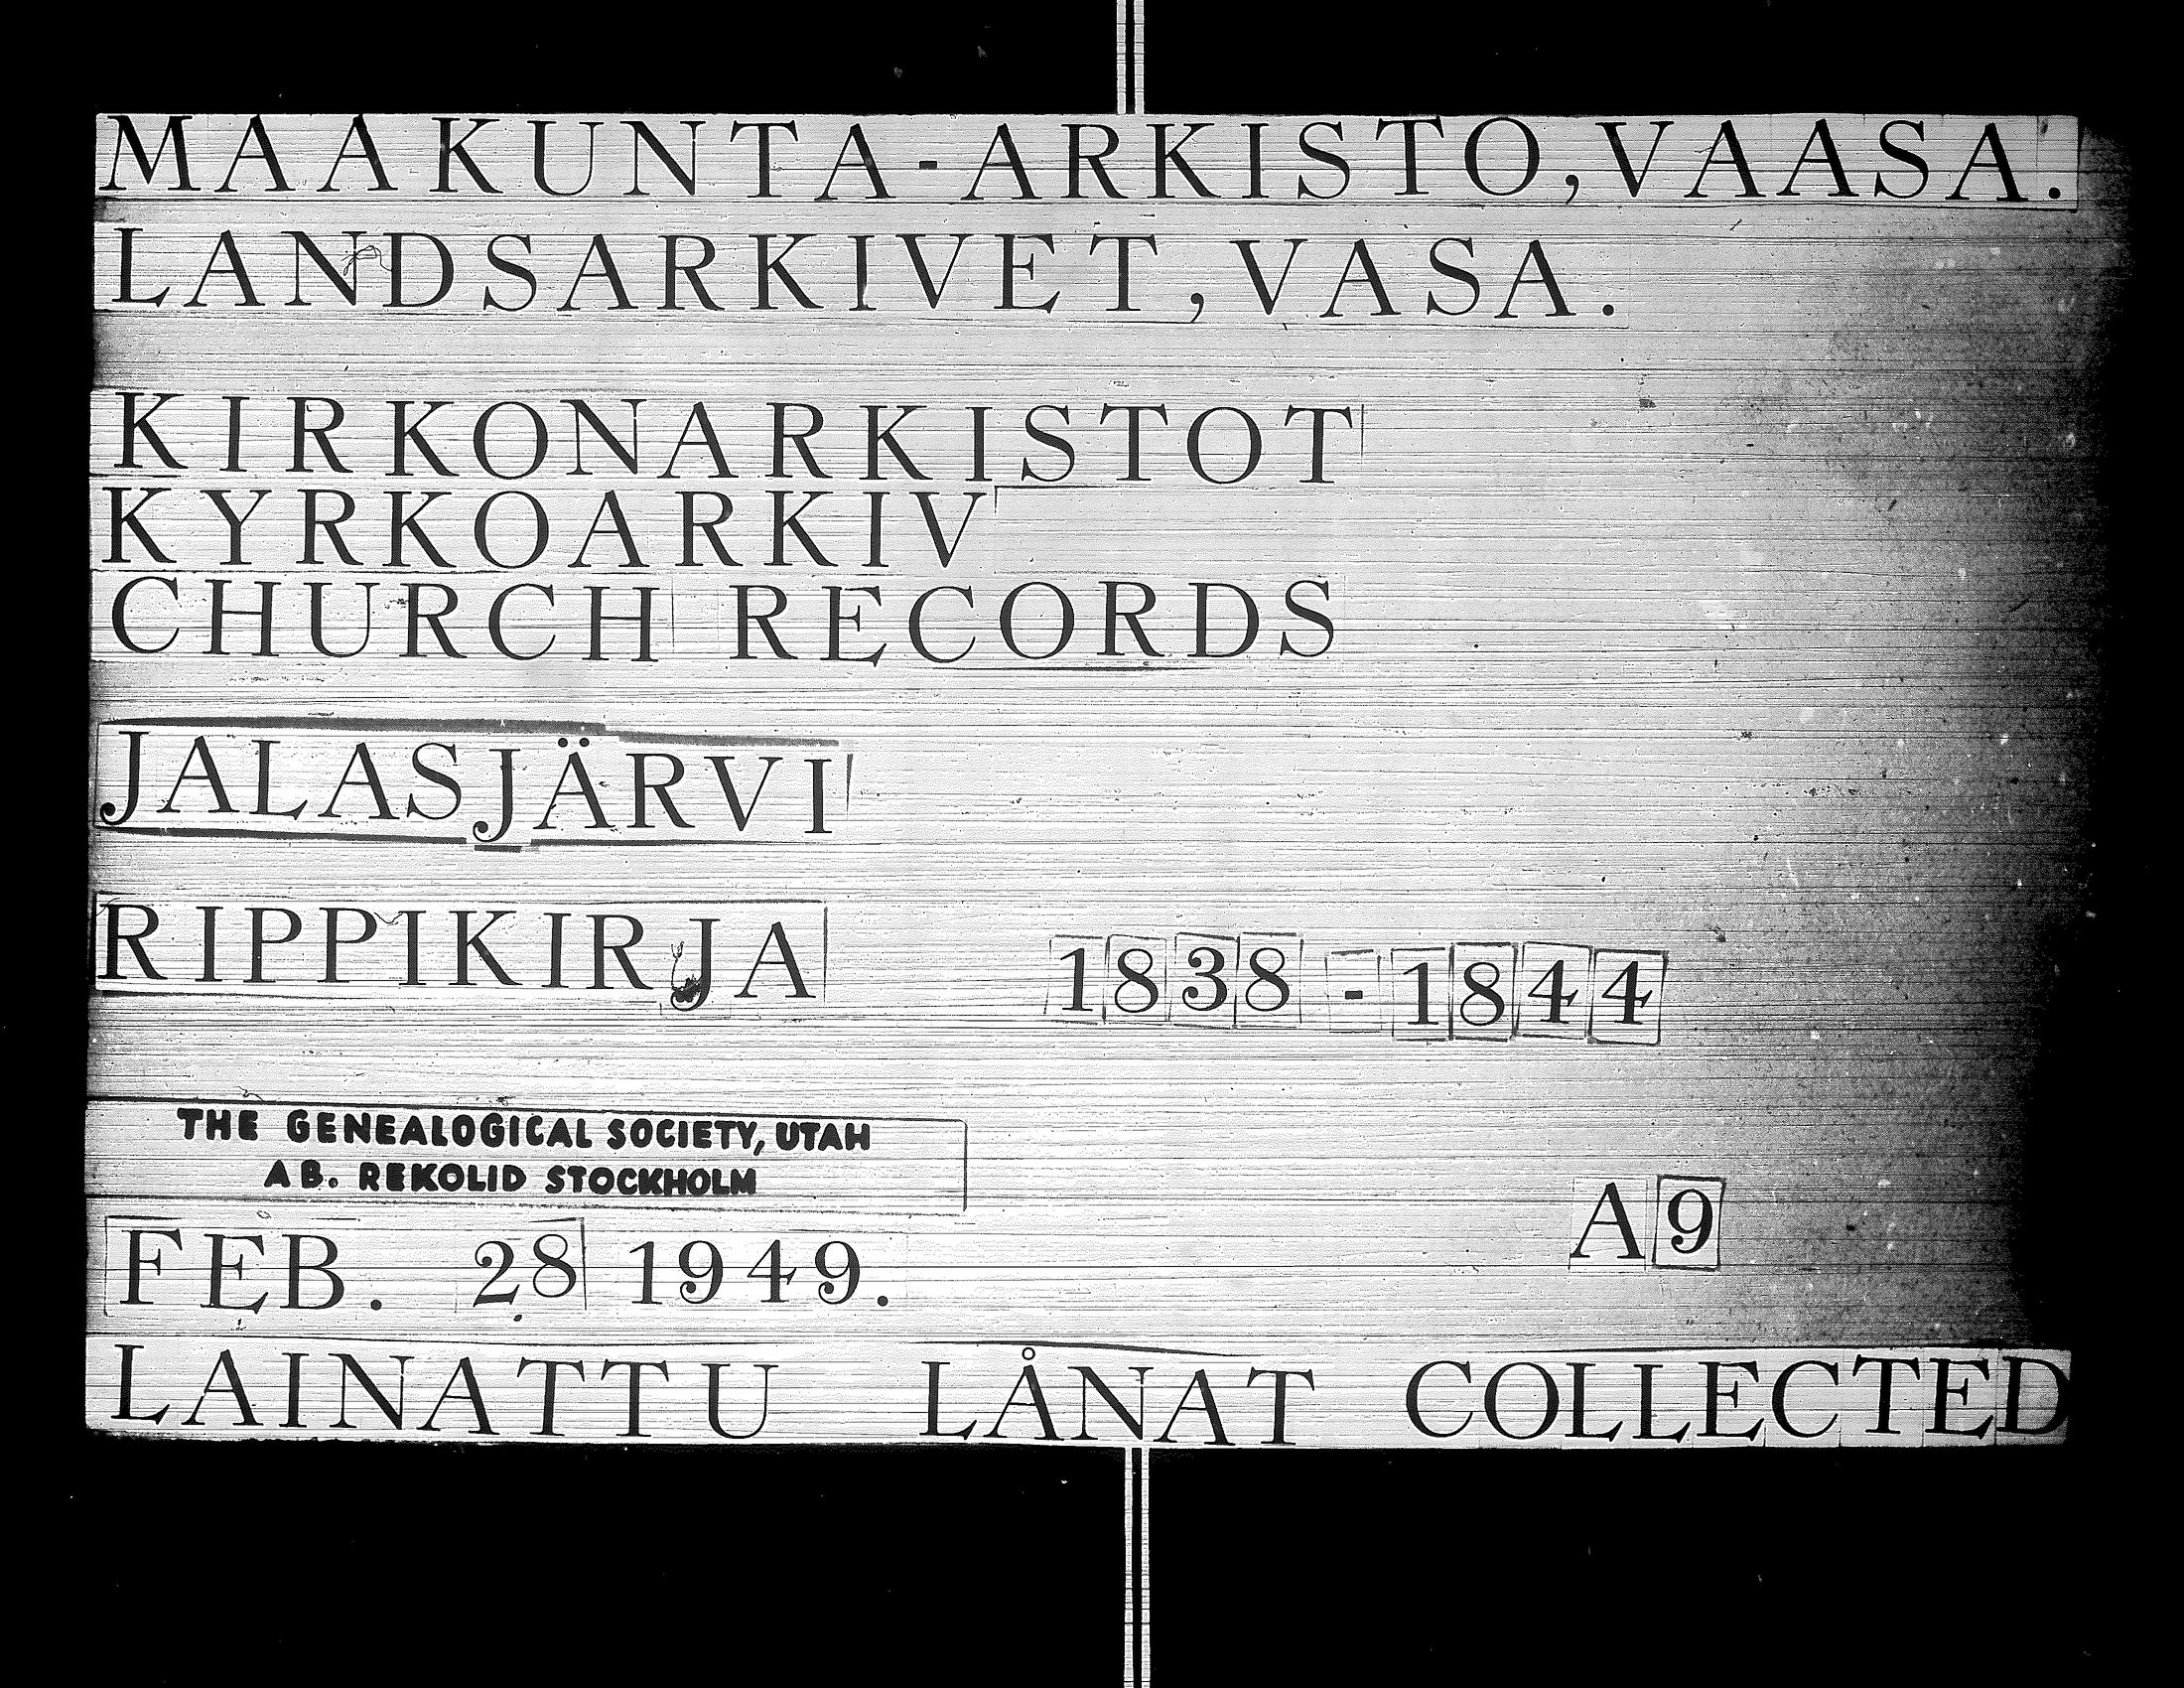 MAAKUNTA-ARKISTO, VAASA.
LANDSARKIVET, VASA.
KIRKONARKISTOT
KYRKOARKIV
CHURCH RECORDS
JALASJÄRVI
RIPPIKIRJA 1838-1844
THE GENEALOGICAL SOCIETY, UTAH
AB. REKOLID STOCKHOLM
A9
FEB. 28 1949.
LAINATTU LÅNAT COLLECTED